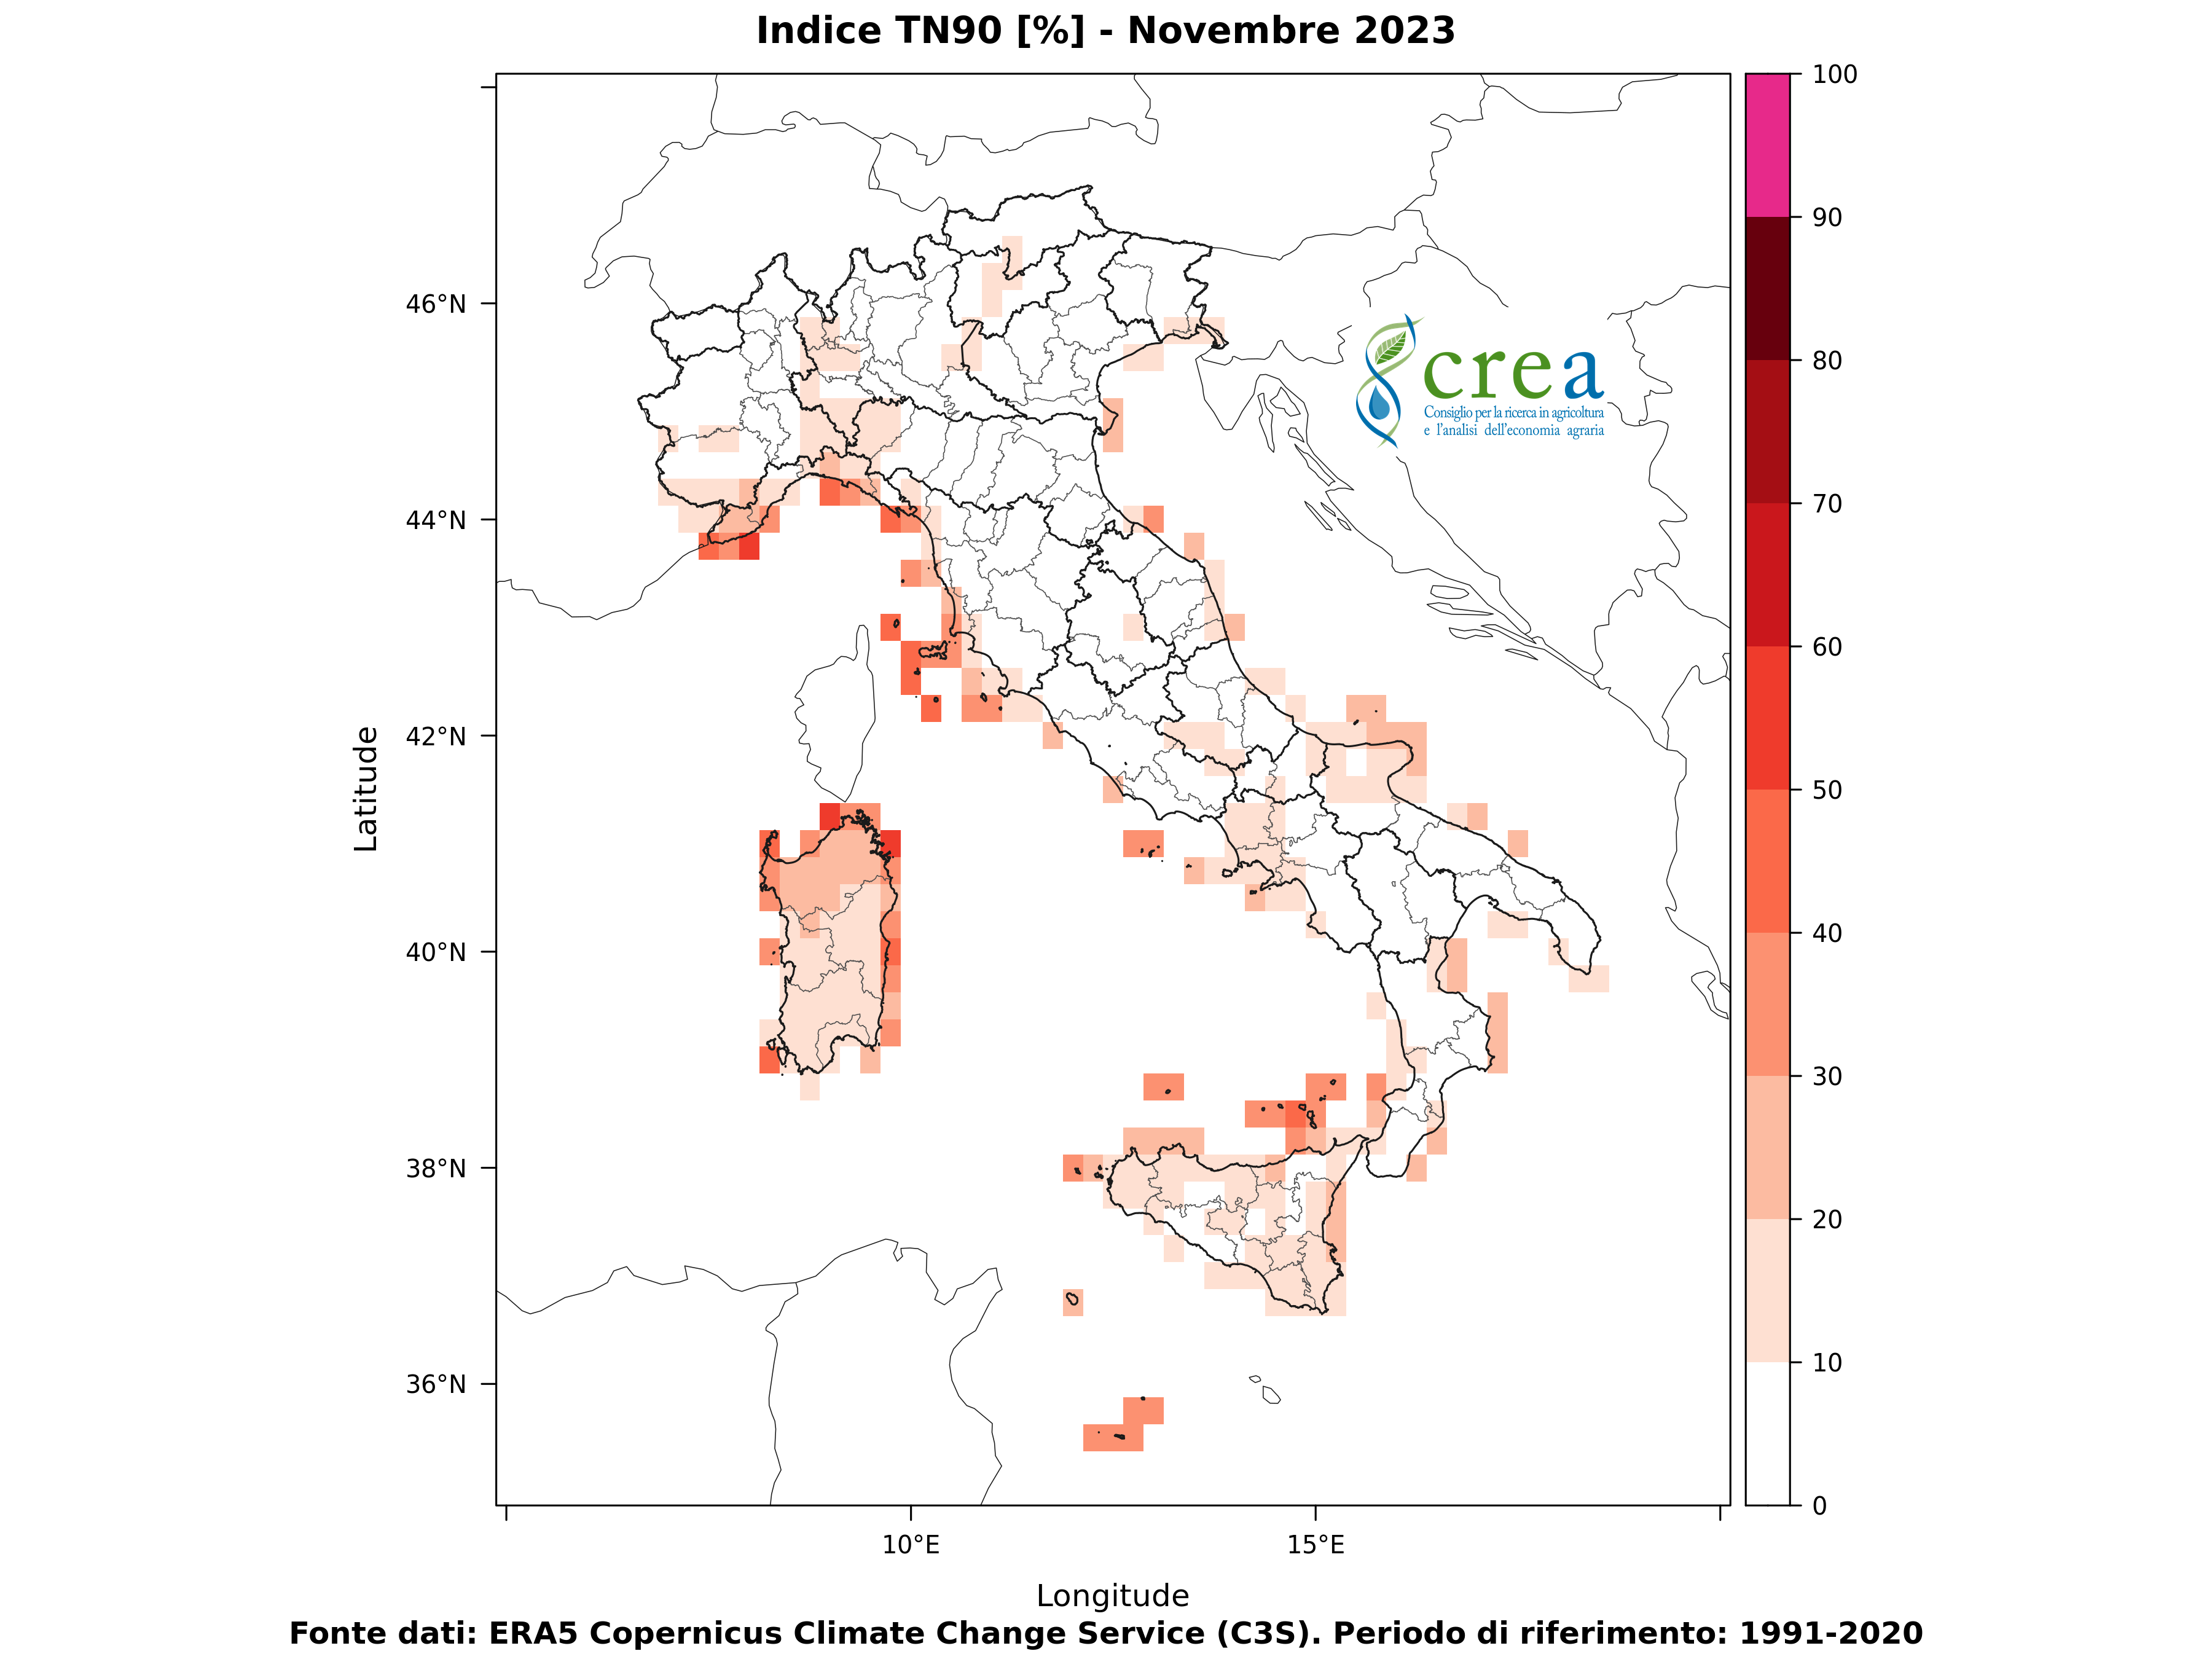 Indice TN90 [%] - Novembre 2023
100
90
80
70
60
50
40
30
20
10
0
46°N
44°N
42°N
40°N
38°N
36°N
Latitude
crea
Consiglio per la ricerca in agricoltura
e l'analisi dell'economia agraria
10°E
15°E
Longitude
Fonte dati: ERA5 Copernicus Climate Change Service (C3S). Periodo di riferimento: 1991-2020